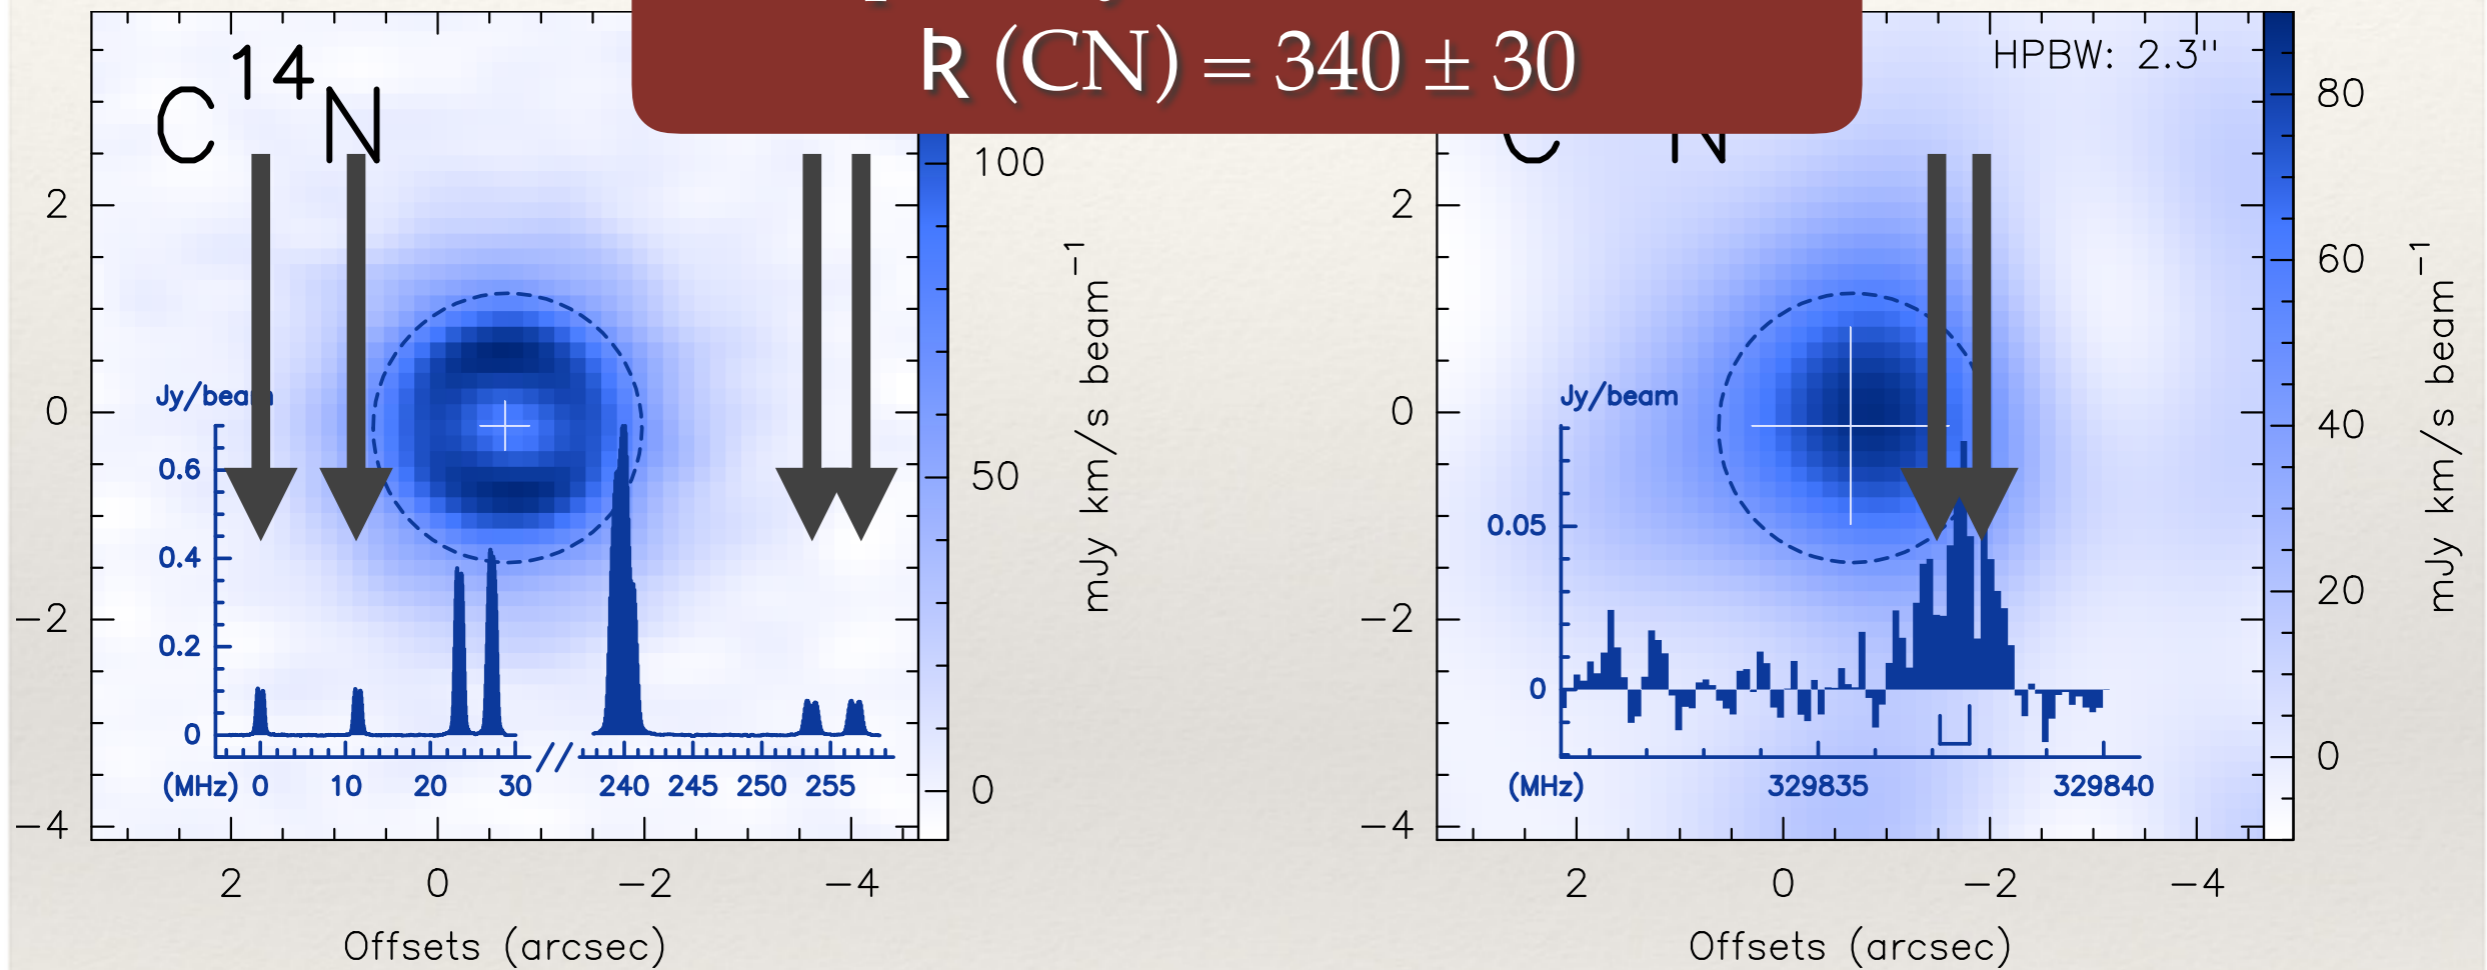 R (CN) = 340 ± 30
C14N
HPBW: 2.3"
C N
100
50
0
mJy km/s beam−1
80
60
40
20
0
mJy km/s beam−1
2
0
−2
−4
2
0
−2
−4
Jy/beam
0.6
0.4
0.2
0
(MHz) 0 10 20 30 // 240 245 250 255
Jy/beam
0.05
0
(MHz) 329835 329840
2 0 −2 −4
2 0 −2 −4
Offsets (arcsec)
Offsets (arcsec)